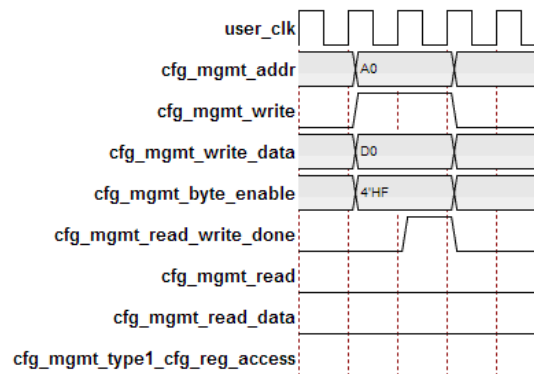 user_clk
cfg_mgmt_addr A0
cfg_mgmt_write
cfg_mgmt_write_data D0
cfg_mgmt_byte_enable 4'HF
cfg_mgmt_read_write_done
cfg_mgmt_read
cfg_mgmt_read_data
cfg_mgmt_type1_cfg_reg_access